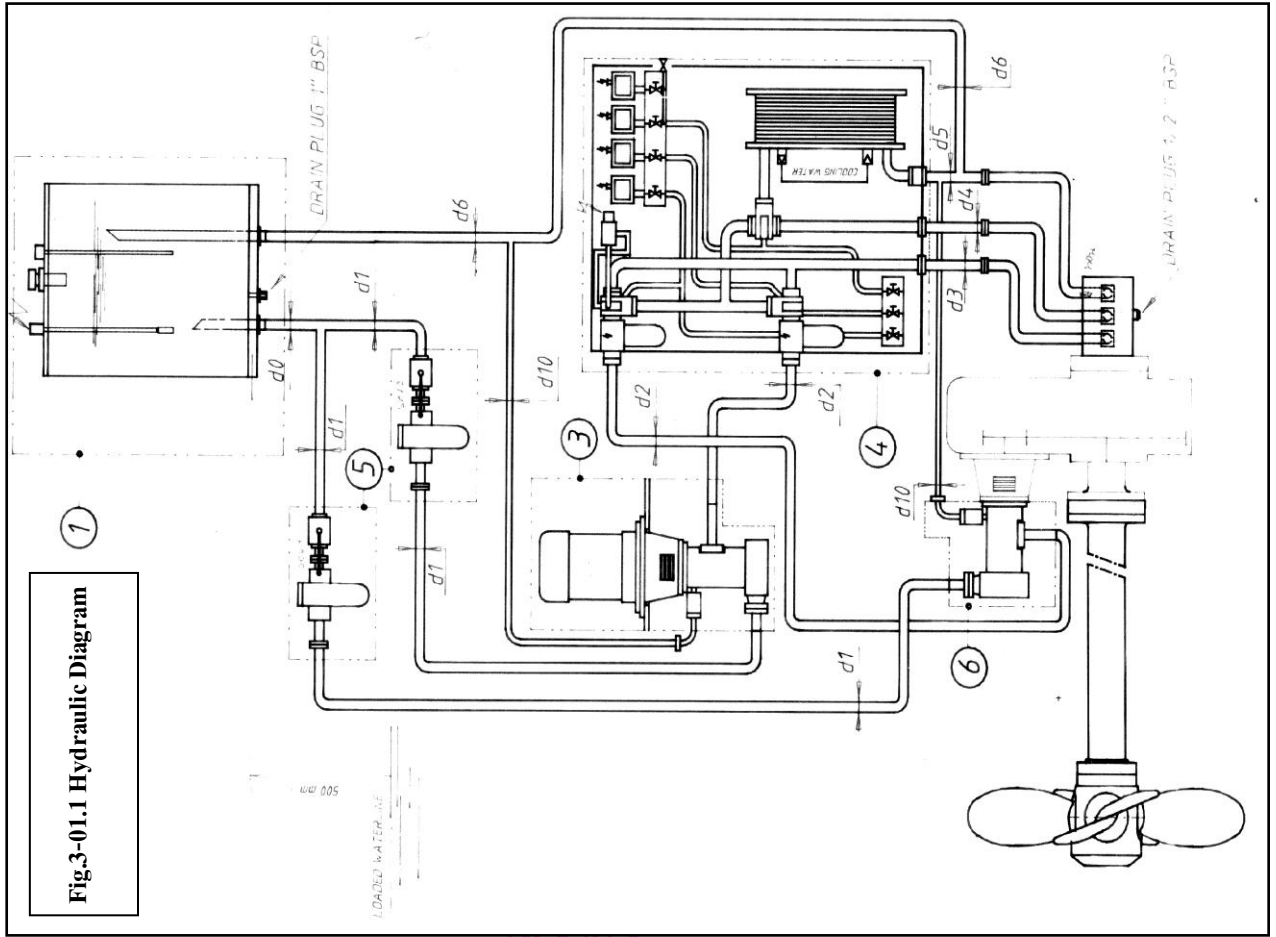 Fig.3-01.1 Hydraulic Diagram
1
DRAIN PLUG 1" BSP
d0
d1
d1
d6
5
d1
d10
3
d2
d2
4
COOLING WATER
d6
d5
d4
d3
DRAIN PLUG 1/2" BSP
d10
6
d1
LOADED WATER LINE
500 mm